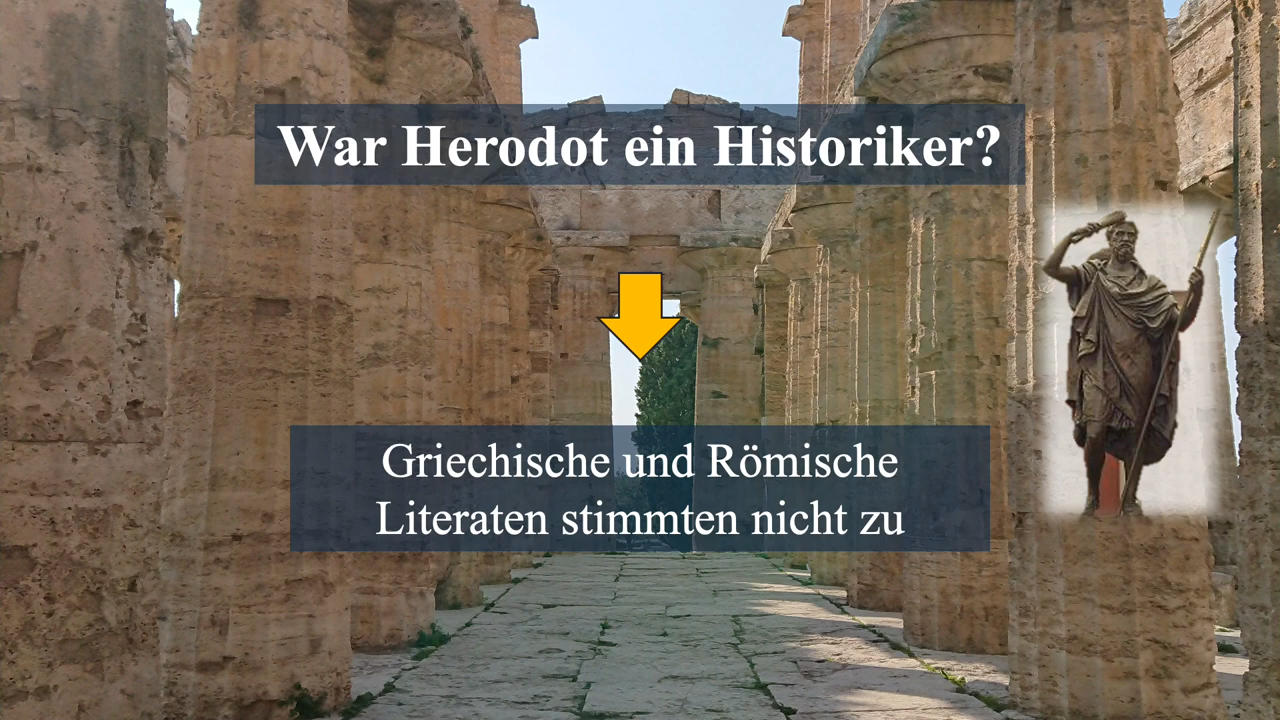 War Herodot ein Historiker?
Griechische und Römische
Literaten stimmten nicht zu